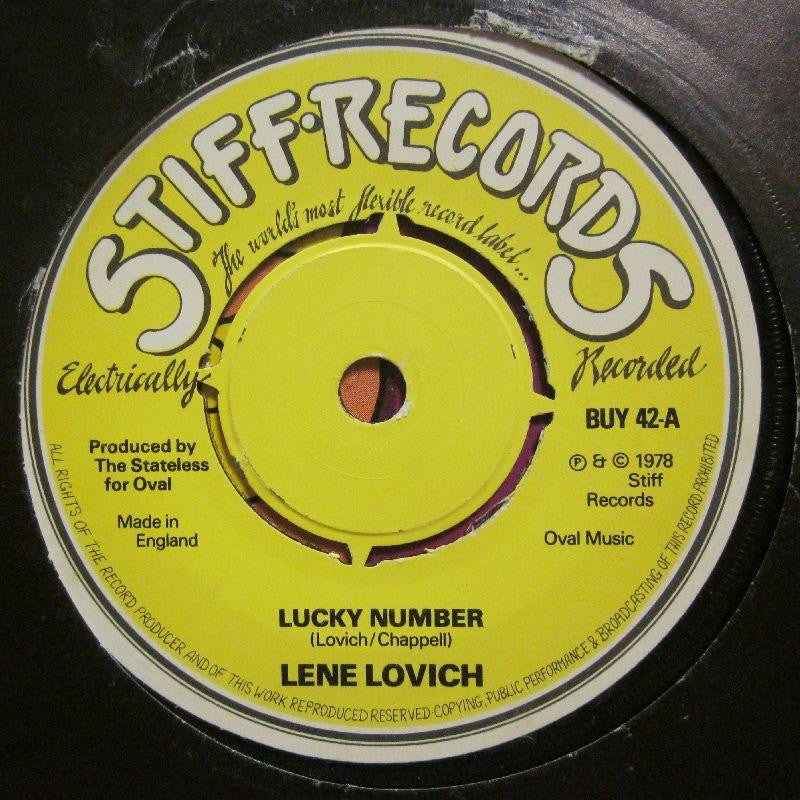 STIFF·RECORDS
The world's most flexible record label...
Electrically
Recorded
BUY 42-A
Produced by
The Stateless
for Oval
℗ & © 1978
Stiff
Records
Made in
England
Oval Music
LUCKY NUMBER
(Lovich/Chappell)
LENE LOVICH
ALL RIGHTS OF THE RECORD PRODUCER AND OF THIS WORK REPRODUCED RESERVED·COPYING, PUBLIC PERFORMANCE & BROADCASTING OF THIS RECORD PROHIBITED